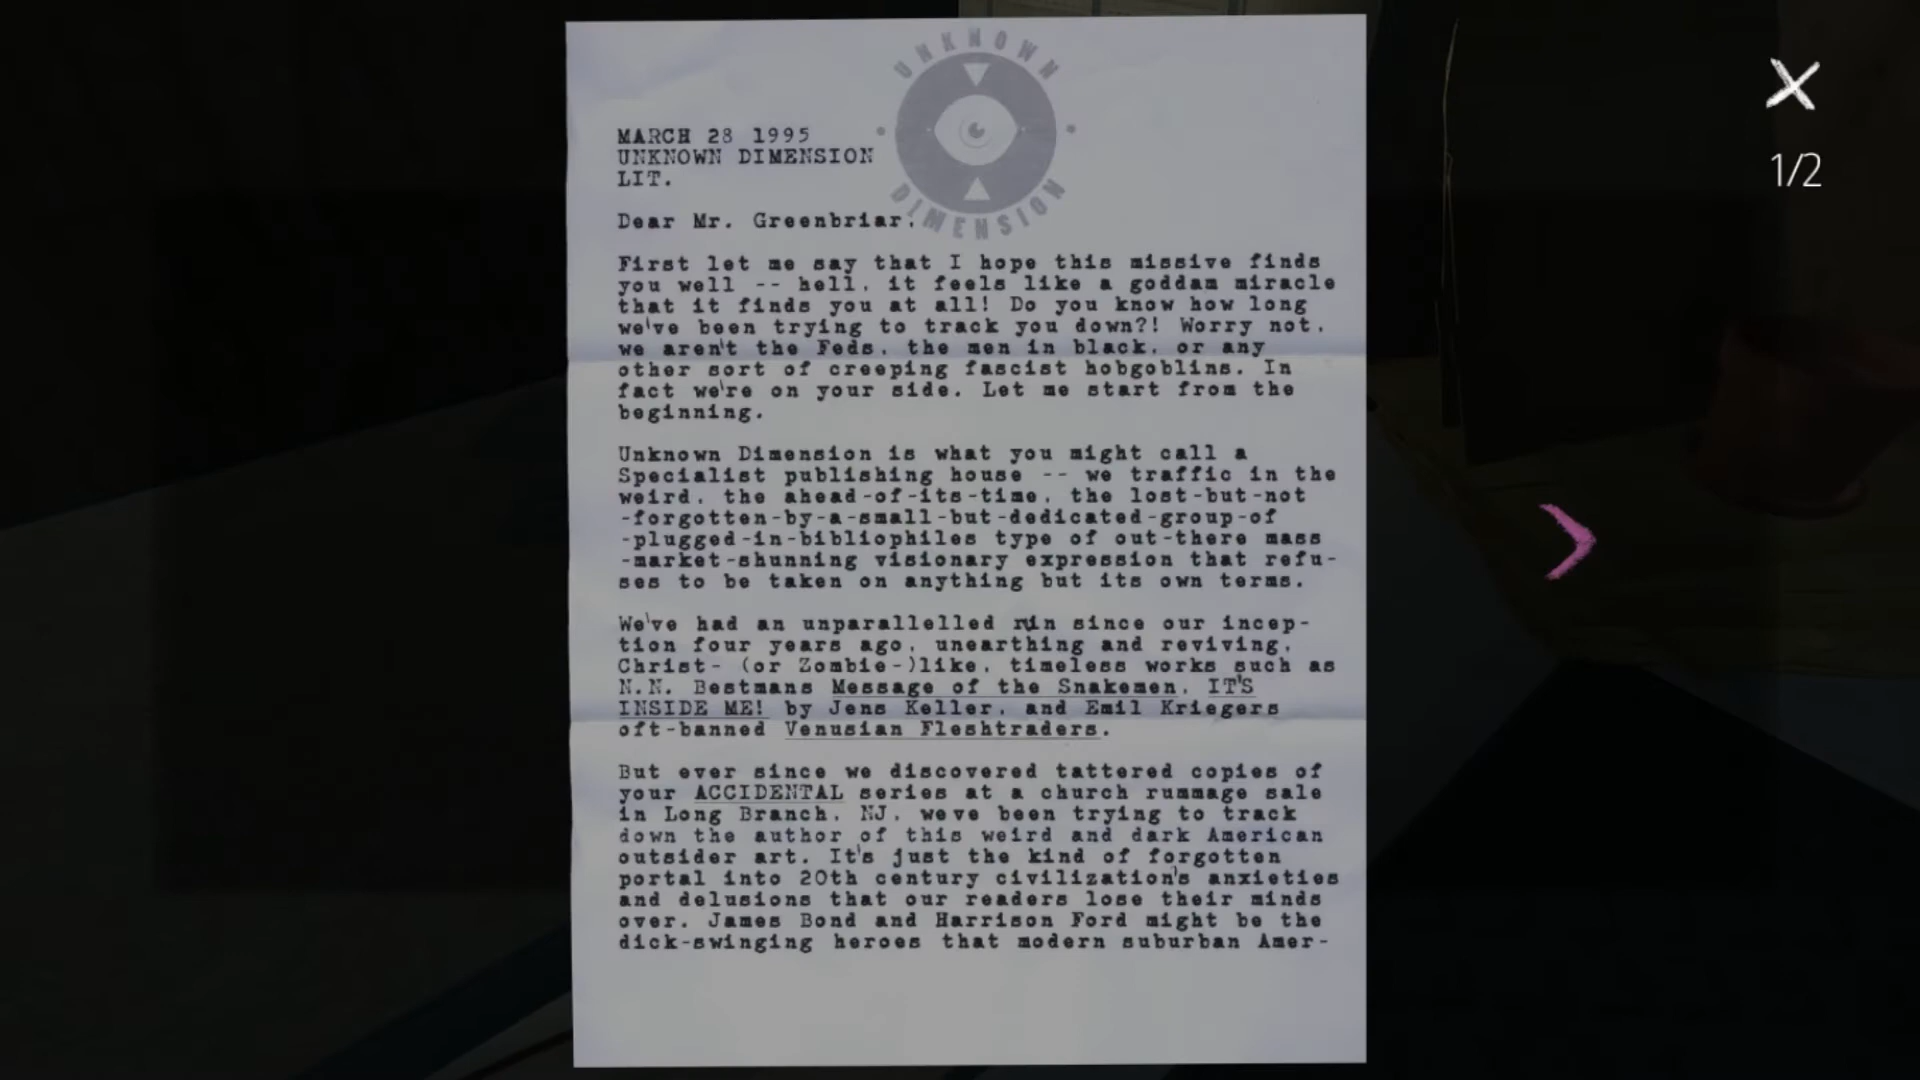 UNKNOWN
DIMENSION
MARCH 28 1995
UNKNOWN DIMENSION
LIT.
Dear Mr. Greenbriar,
First let me say that I hope this missive finds
you well -- hell, it feels like a goddam miracle
that it finds you at all! Do you know how long
we've been trying to track you down?! Worry not,
we aren't the Feds, the men in black, or any
other sort of creeping fascist hobgoblins. In
fact we're on your side. Let me start from the
beginning.
Unknown Dimension is what you might call a
Specialist publishing house -- we traffic in the
weird, the ahead-of-its-time, the lost-but-not
-forgotten-by-a-small-but-dedicated-group-of
-plugged-in-bibliophiles type of out-there mass
-market-shunning visionary expression that refu-
ses to be taken on anything but its own terms.
We've had an unparallelled run since our incep-
tion four years ago, unearthing and reviving,
Christ- (or Zombie-)like, timeless works such as
N.N. Bestmans Message of the Snakemen, IT'S
INSIDE ME! by Jens Keller, and Emil Kriegers
oft-banned Venusian Fleshtraders.
But ever since we discovered tattered copies of
your ACCIDENTAL series at a church rummage sale
in Long Branch, NJ, weve been trying to track
down the author of this weird and dark American
outsider art. It's just the kind of forgotten
portal into 20th century civilization's anxieties
and delusions that our readers lose their minds
over. James Bond and Harrison Ford might be the
dick-swinging heroes that modern suburban Amer-
X
1/2